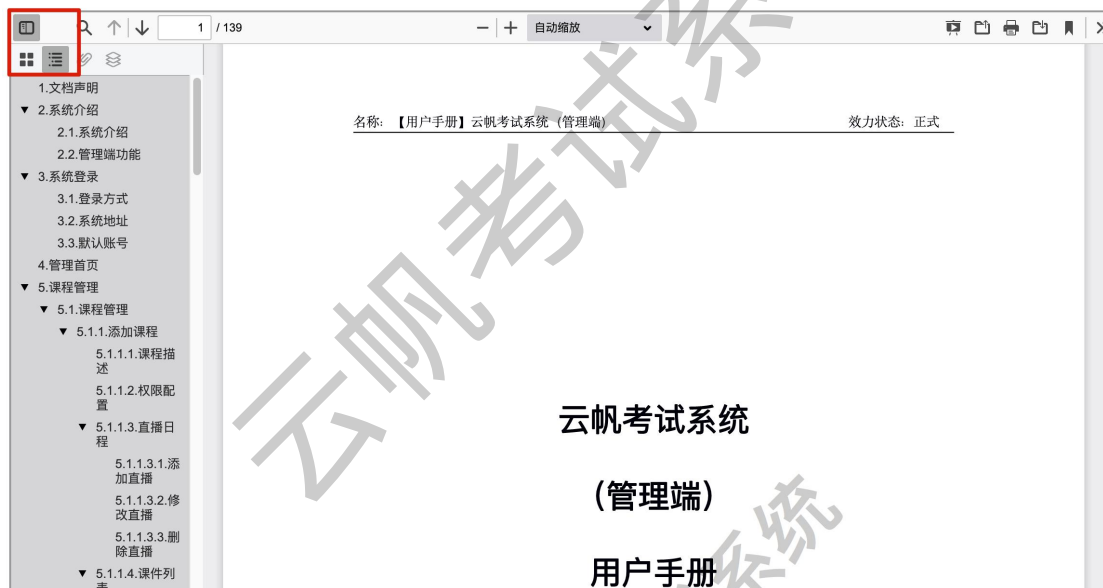 1 / 139
自动缩放
1.文档声明
2.系统介绍
2.1.系统介绍
2.2.管理端功能
3.系统登录
3.1.登录方式
3.2.系统地址
3.3.默认账号
4.管理首页
5.课程管理
5.1.课程管理
5.1.1.添加课程
5.1.1.1.课程描
述
5.1.1.2.权限配
置
5.1.1.3.直播日
程
5.1.1.3.1.添
加直播
5.1.1.3.2.修
改直播
5.1.1.3.3.删
除直播
5.1.1.4.课件列
表
名称：【用户手册】云帆考试系统（管理端） 效力状态：正式
云帆考试系统
（管理端）
用户手册
云帆考试系
系统